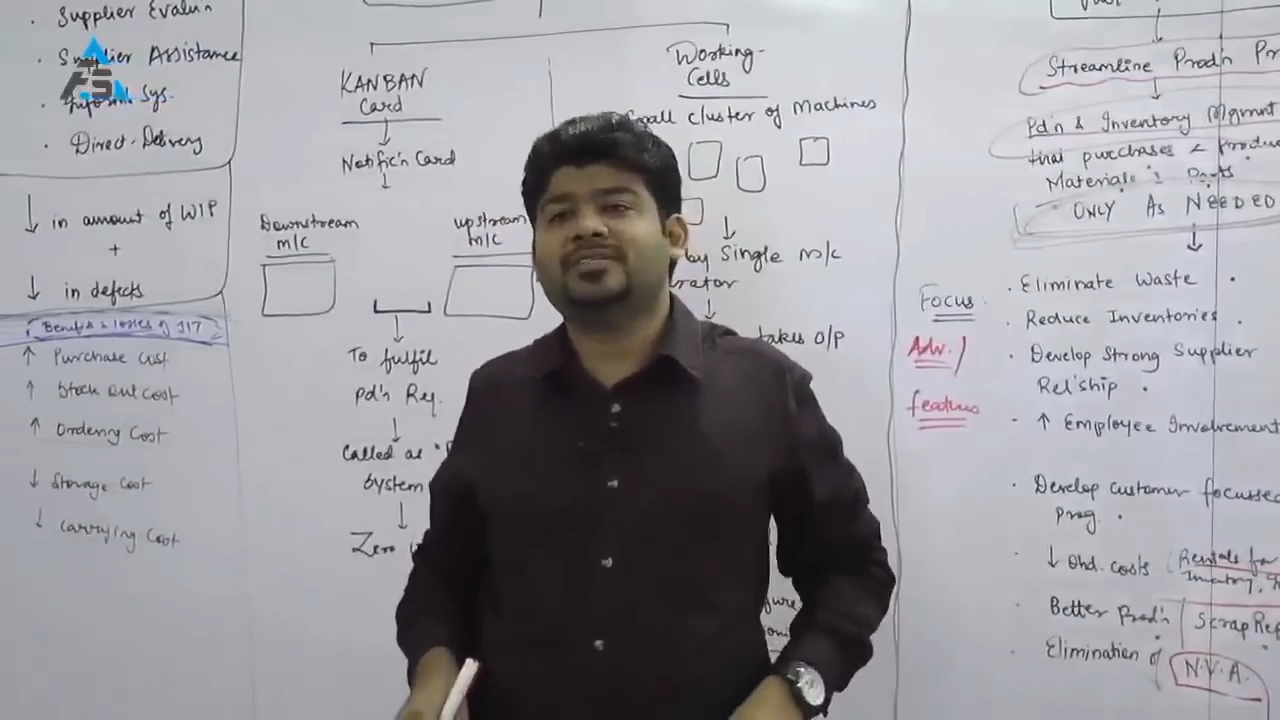 Supplier Evalun
Supplier Assistance
Inform Sys.
Direct-Delivery
↓ in amount of WIP
+
↓ in defects
Benefits & losses of JIT
↑ Purchase Cost
↑ Stock out cost
↑ Ordering Cost
↓ Storage Cost
↓ Carrying Cost
KANBAN
Card
Notific'n Card
Downstream
m/c
upstream
m/c
To fulfil
pd'n Req.
Called as
System
Zero
Working-
Cells
Small cluster of Machines
by Single m/c
takes O/P
Streamline Prod'n
Pd'n & Inventory Mgmnt
that purchases &
Materials Parts
ONLY AS NEEDED
Focus
Adv./
features
· Eliminate Waste
· Reduce Inventories
· Develop Strong Supplier
Rel'ship
· ↑ Employee Involvement
· Develop customer focussed
prog.
· ↓ Ohd. costs Rentals for
· Better Prod'n Scrap
· Elimination of N.V.A.